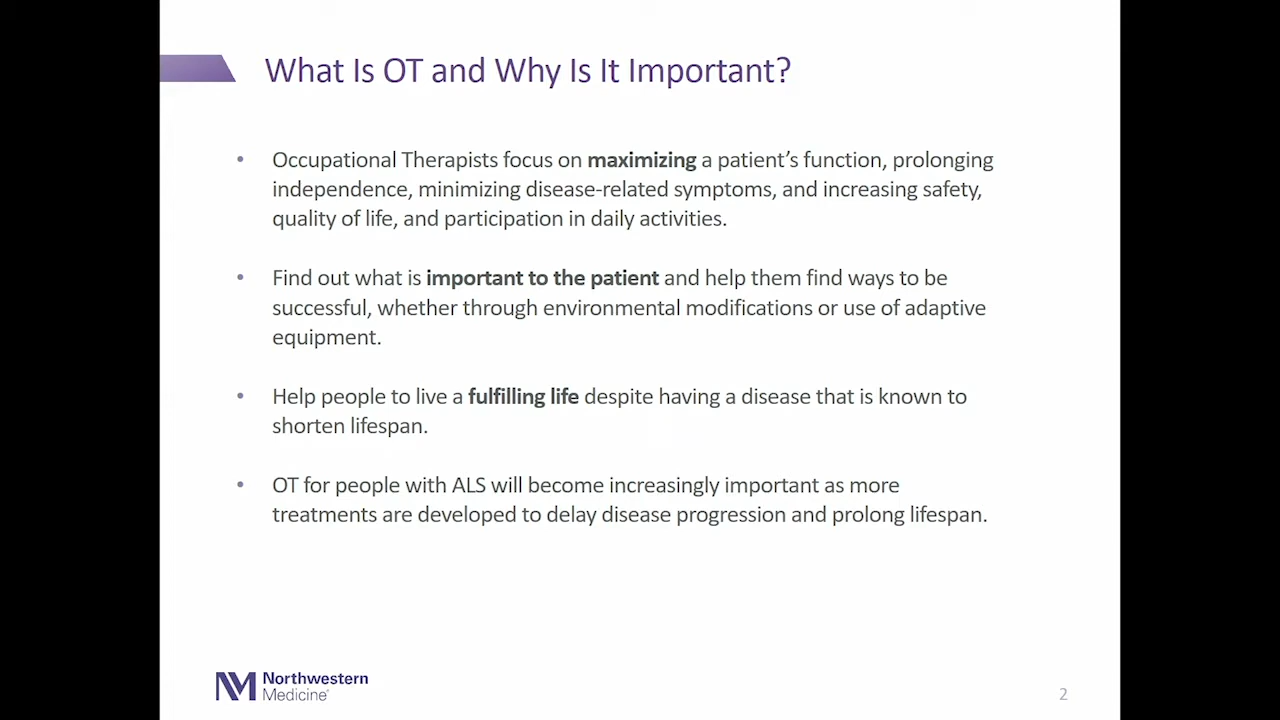 What Is OT and Why Is It Important?
• Occupational Therapists focus on maximizing a patient’s function, prolonging
independence, minimizing disease-related symptoms, and increasing safety,
quality of life, and participation in daily activities.
• Find out what is important to the patient and help them find ways to be
successful, whether through environmental modifications or use of adaptive
equipment.
• Help people to live a fulfilling life despite having a disease that is known to
shorten lifespan.
• OT for people with ALS will become increasingly important as more
treatments are developed to delay disease progression and prolong lifespan.
NM Northwestern
Medicine
2